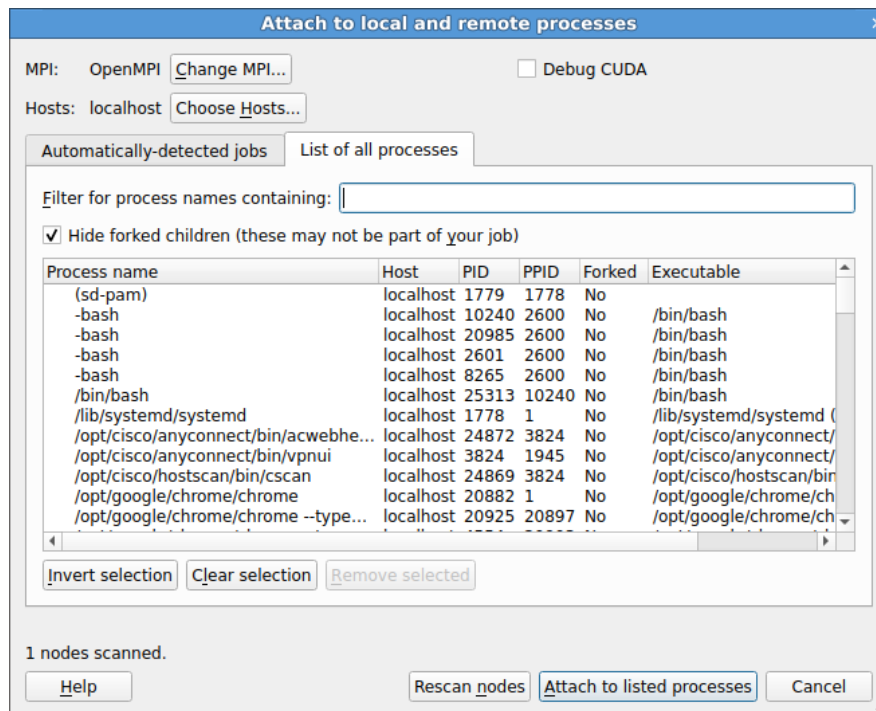 Attach to local and remote processes
MPI: OpenMPI Change MPI... Debug CUDA
Hosts: localhost Choose Hosts...
Automatically-detected jobs List of all processes
Filter for process names containing:
Hide forked children (these may not be part of your job)
Process name Host PID PPID Forked Executable
(sd-pam) localhost 1779 1778 No
-bash localhost 10240 2600 No /bin/bash
-bash localhost 20985 2600 No /bin/bash
-bash localhost 2601 2600 No /bin/bash
-bash localhost 8265 2600 No /bin/bash
/bin/bash localhost 25313 10240 No /bin/bash
/lib/systemd/systemd localhost 1778 1 No /lib/systemd/systemd (
/opt/cisco/anyconnect/bin/acwebhe... localhost 24872 3824 No /opt/cisco/anyconnect/
/opt/cisco/anyconnect/bin/vpnui localhost 3824 1945 No /opt/cisco/anyconnect/
/opt/cisco/hostscan/bin/cscan localhost 24869 3824 No /opt/cisco/hostscan/bin
/opt/google/chrome/chrome localhost 20882 1 No /opt/google/chrome/ch
/opt/google/chrome/chrome --type... localhost 20925 20897 No /opt/google/chrome/ch
Invert selection Clear selection Remove selected
1 nodes scanned.
Help Rescan nodes Attach to listed processes Cancel